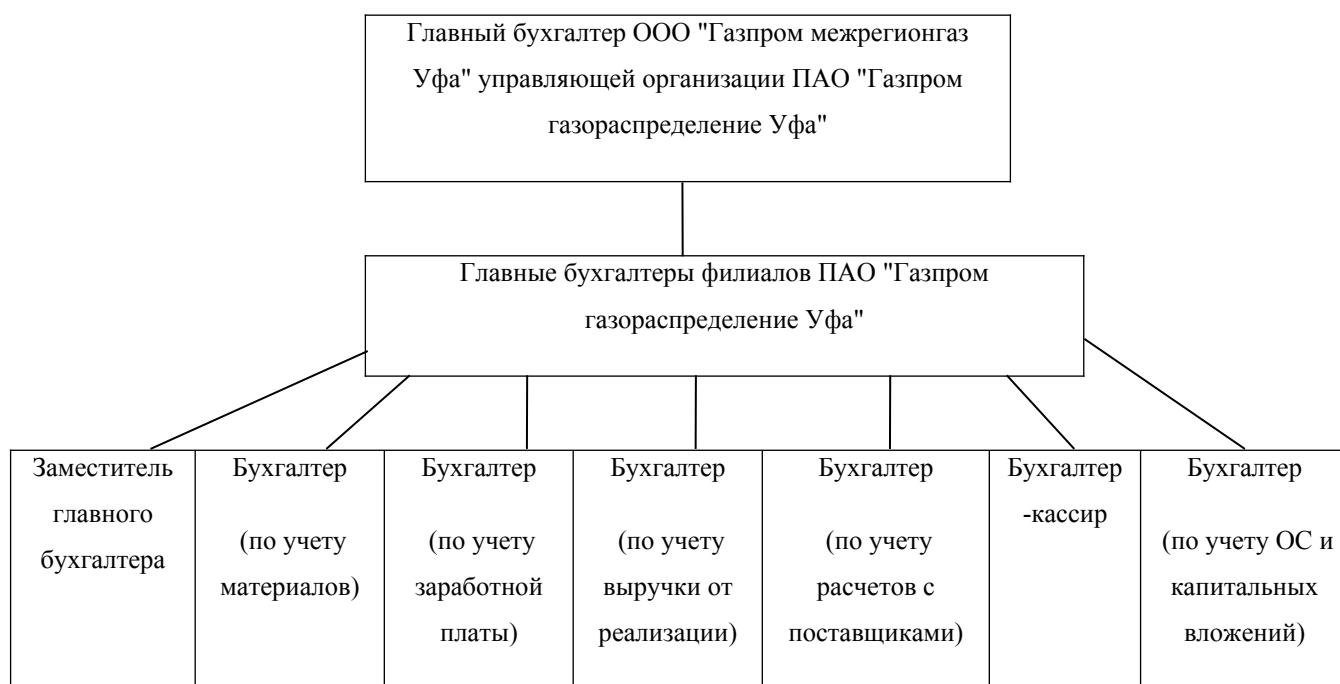 Главный бухгалтер ООО "Газпром межрегионгаз
Уфа" управляющей организации ПАО "Газпром
газораспределение Уфа"
Главные бухгалтеры филиалов ПАО "Газпром
газораспределение Уфа"
Заместитель
главного
бухгалтера
Бухгалтер
(по учету
материалов)
Бухгалтер
(по учету
заработной
платы)
Бухгалтер
(по учету
выручки от
реализации)
Бухгалтер
(по учету
расчетов с
поставщиками)
Бухгалтер
-кассир
Бухгалтер
(по учету ОС и
капитальных
вложений)